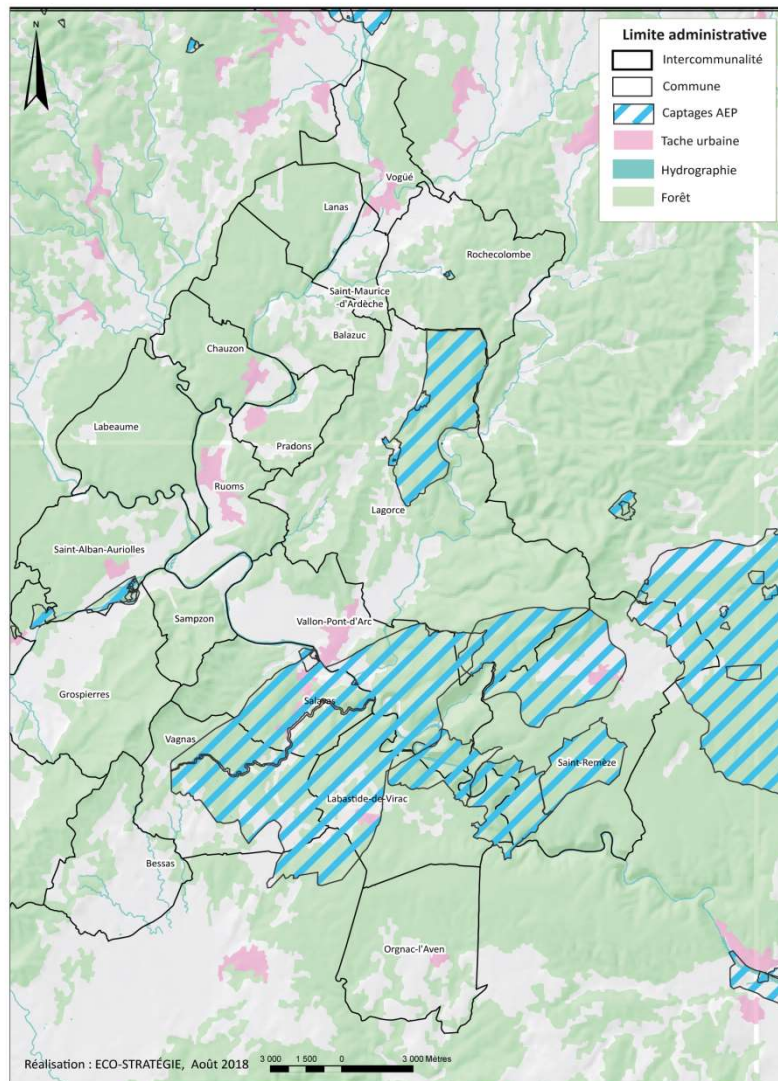 N
Limite administrative
Intercommunalité
Commune
Captages AEP
Tache urbaine
Hydrographie
Forêt
Vogüé
Lanas
Rochecolombe
Saint-Maurice
-d'Ardèche
Balazuc
Chauzon
Labeaume
Pradons
Ruoms
Lagorce
Saint-Alban-Auriolles
Sampzon
Vallon-Pont-d'Arc
Grospierres
Salavas
Vagnas
Saint-Remèze
Labastide-de-Virac
Bessas
Orgnac-l'Aven
Réalisation : ECO-STRATÉGIE, Août 2018
3 000 1 500 0 3 000 Mètres